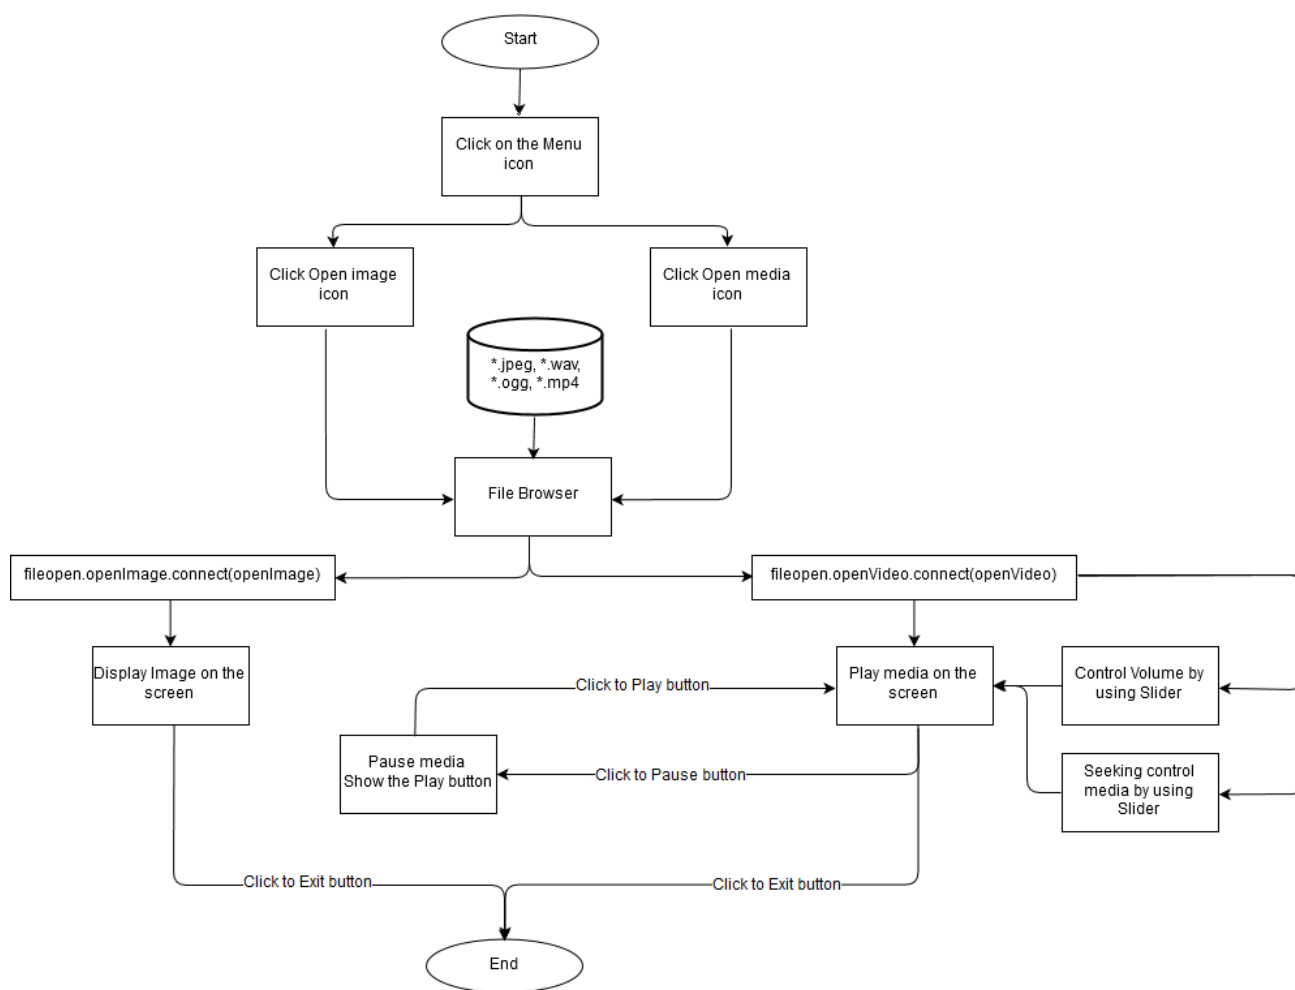 Start
Click on the Menu
icon
Click Open image
icon
Click Open media
icon
*.jpeg, *.wav,
*.ogg, *.mp4
File Browser
fileopen.openImage.connect(openImage)
fileopen.openVideo.connect(openVideo)
Display Image on the
screen
Click to Play button
Play media on the
screen
Control Volume by
using Slider
Pause media
Show the Play button
Click to Pause button
Seeking control
media by using
Slider
Click to Exit button
Click to Exit button
End